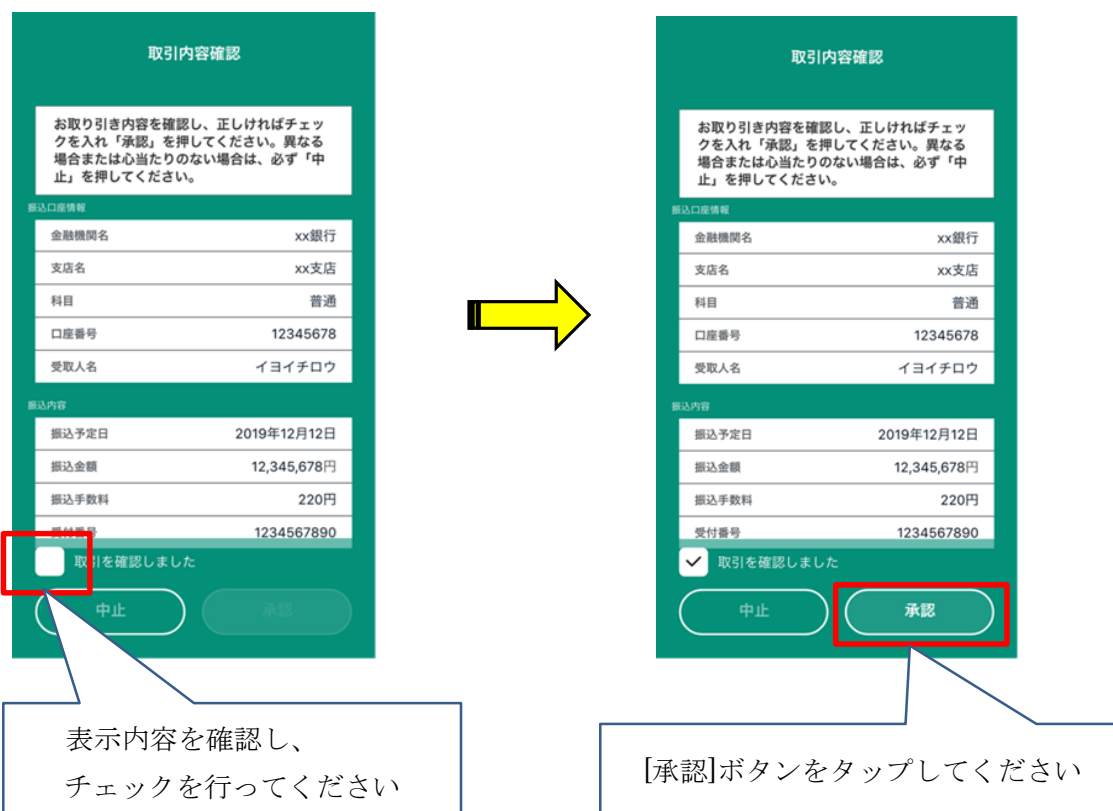 取引内容確認
お取り引き内容を確認し、正しければチェッ
クを入れ「承認」を押してください。異なる
場合または心当たりのない場合は、必ず「中
止」を押してください。
振込口座情報
金融機関名 xx銀行
支店名 xx支店
科目 普通
口座番号 12345678
受取人名 イヨイチロウ
振込内容
振込予定日 2019年12月12日
振込金額 12,345,678円
振込手数料 220円
受付番号 1234567890
取引を確認しました
中止 承認
表示内容を確認し、
チェックを行ってください
取引内容確認
お取り引き内容を確認し、正しければチェッ
クを入れ「承認」を押してください。異なる
場合または心当たりのない場合は、必ず「中
止」を押してください。
振込口座情報
金融機関名 xx銀行
支店名 xx支店
科目 普通
口座番号 12345678
受取人名 イヨイチロウ
振込内容
振込予定日 2019年12月12日
振込金額 12,345,678円
振込手数料 220円
受付番号 1234567890
取引を確認しました
中止 承認
[承認]ボタンをタップしてください